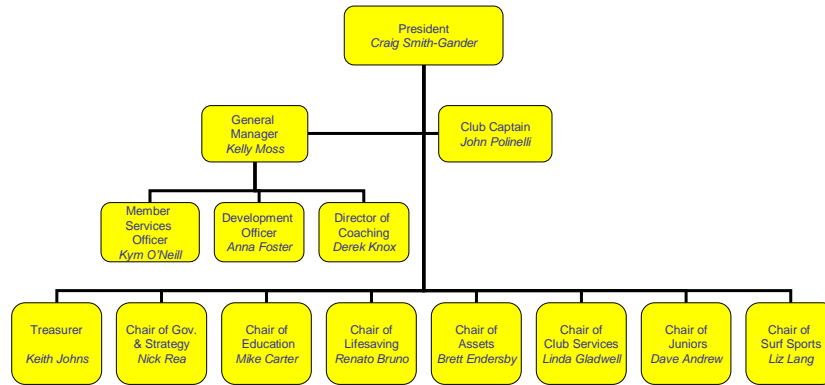 President
Craig Smith-Gander
General
Manager
Kelly Moss
Club Captain
John Polinelli
Member
Services
Officer
Kym O'Neill
Development
Officer
Anna Foster
Director of
Coaching
Derek Knox
Treasurer
Keith Johns
Chair of Gov.
& Strategy
Nick Rea
Chair of
Education
Mike Carter
Chair of
Lifesaving
Renato Bruno
Chair of
Assets
Brett Endersby
Chair of
Club Services
Linda Gladwell
Chair of
Juniors
Dave Andrew
Chair of
Surf Sports
Liz Lang